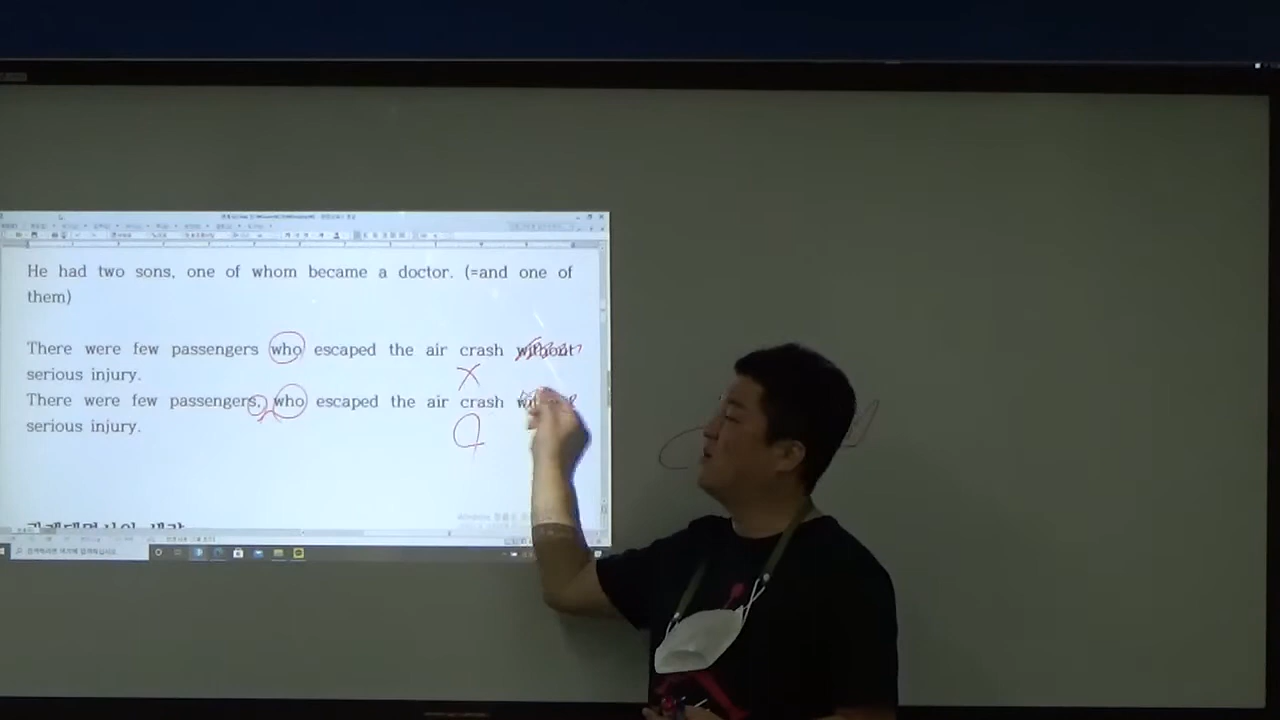 He had two sons, one of whom became a doctor. (=and one of
them)
There were few passengers who escaped the air crash without
serious injury.
There were few passengers, who escaped the air crash
serious injury.